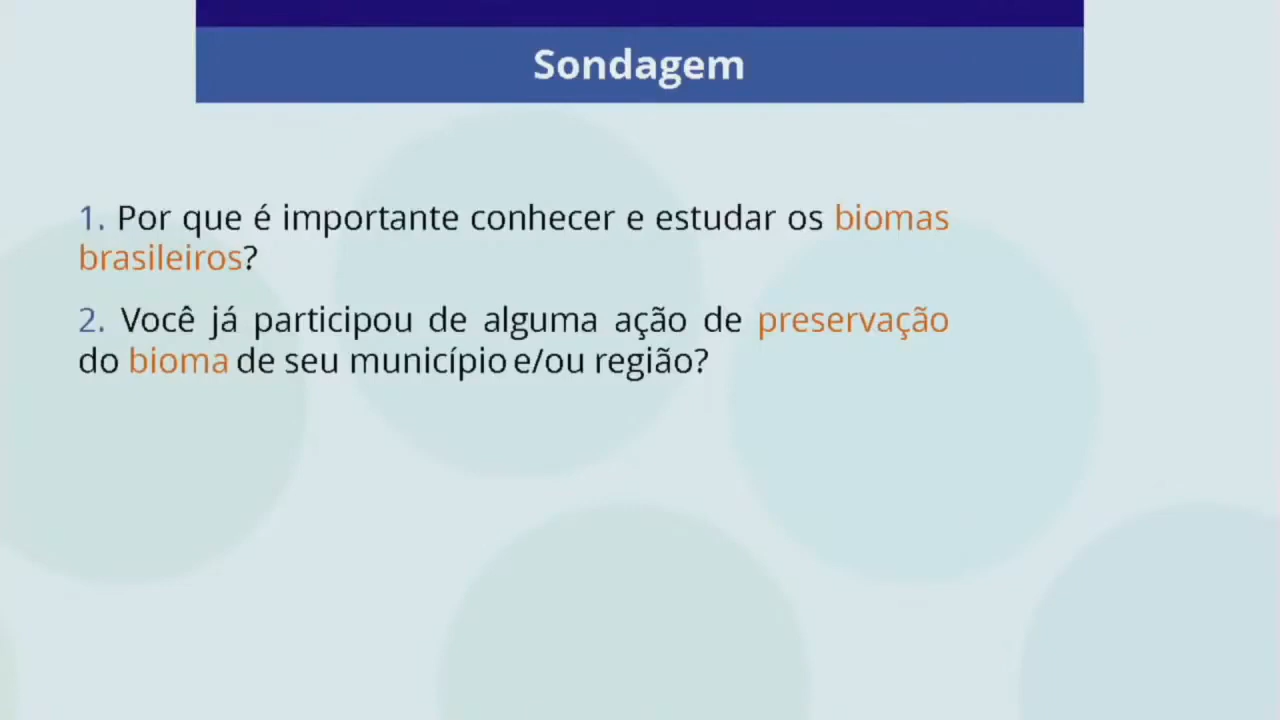 Sondagem
1. Por que é importante conhecer e estudar os biomas
brasileiros?
2. Você já participou de alguma ação de preservação
do bioma de seu município e/ou região?